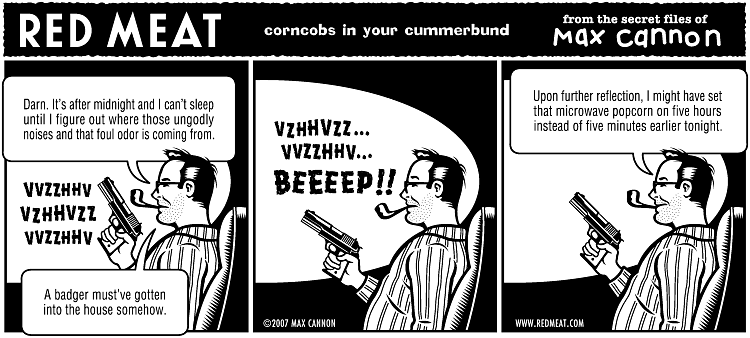 RED MEAT
corncobs in your cummerbund
from the secret files of
Max cannon
Darn. It's after midnight and I can't sleep
until I figure out where those ungodly
noises and that foul odor is coming from.
VVZZHHV
VZHHVZZ
VVZZHHV
A badger must've gotten
into the house somehow.
VZHHVZZ...
VVZZHHV...
BEEEEP!!
©2007 MAX CANNON
Upon further reflection, I might have set
that microwave popcorn on five hours
instead of five minutes earlier tonight.
WWW.REDMEAT.COM